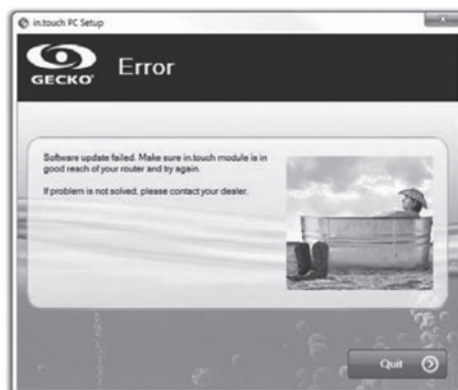 in.touch PC Setup
GECKO®
Error
Software update failed. Make sure in.touch module is in
good reach of your router and try again.
If problem is not solved, please contact your dealer.
Quit